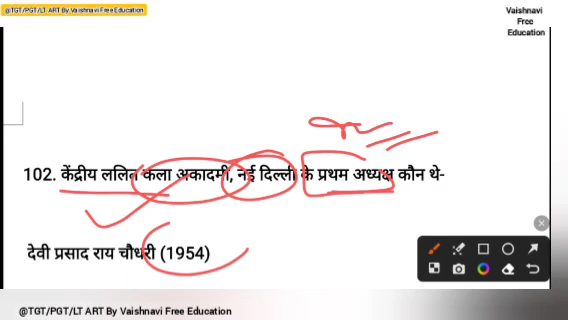 @TGT/PGT/LT ART By Vaishnavi Free Education
Vaishnavi
Free
Education
102. केंद्रीय ललित कला अकादमी, नई दिल्ली के प्रथम अध्यक्ष कौन थे-
देवी प्रसाद राय चौधरी (1954)
@TGT/PGT/LT ART By Vaishnavi Free Education